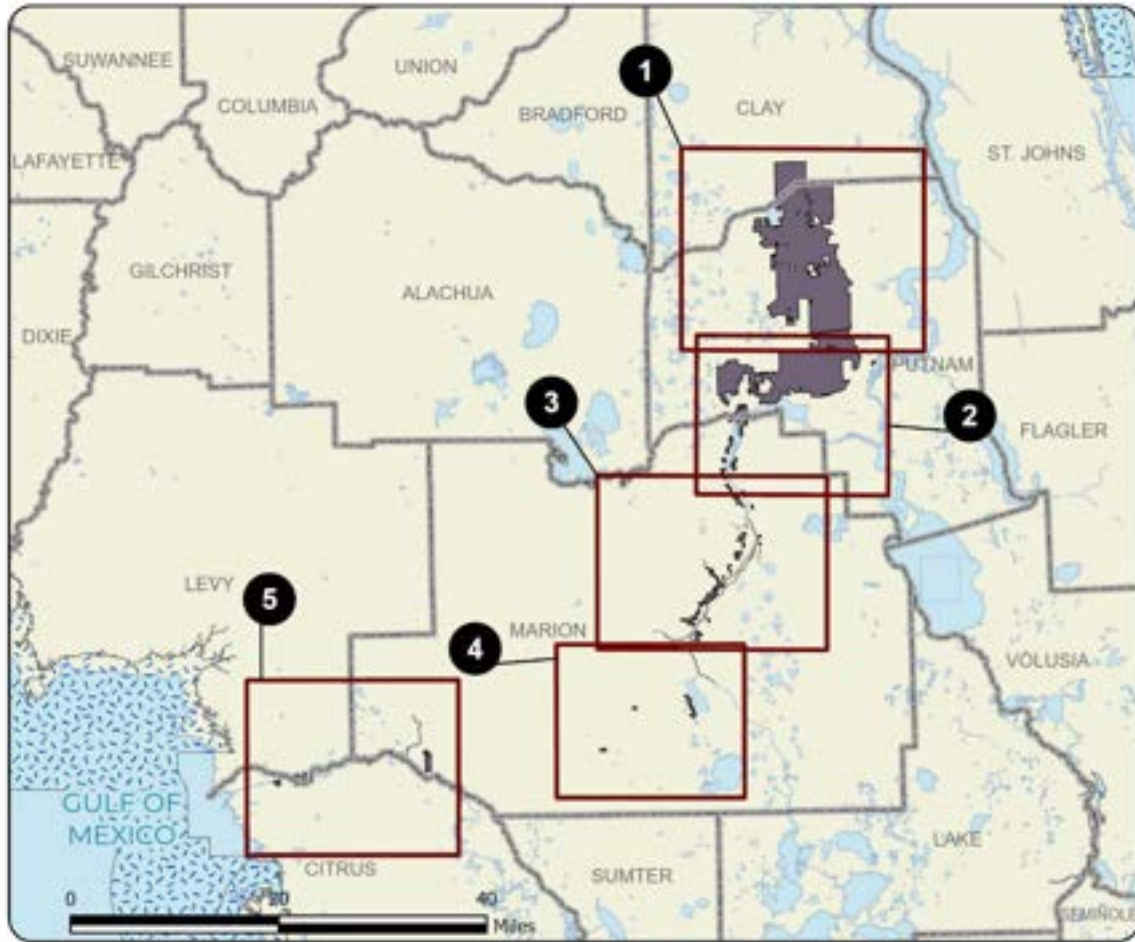 SUWANNEE
UNION
1
COLUMBIA
BRADFORD
CLAY
LAFAYETTE
ST. JOHNS
GILCHRIST
ALACHUA
DIXIE
PUTNAM
3
2
FLAGLER
LEVY
5
MARION
4
VOLUSIA
GULF OF
MEXICO
LAKE
CITRUS
SUMTER
0 20 40
Miles
SEMINOLE